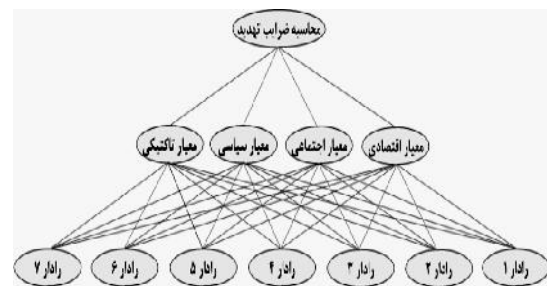 محاسبه ضرایب تهدید
معیار اقتصادی معیار اجتماعی معیار سیاسی معیار تاکتیکی
رادار ۱ رادار ۲ رادار ۳ رادار ۴ رادار ۵ رادار ۶ رادار ۷